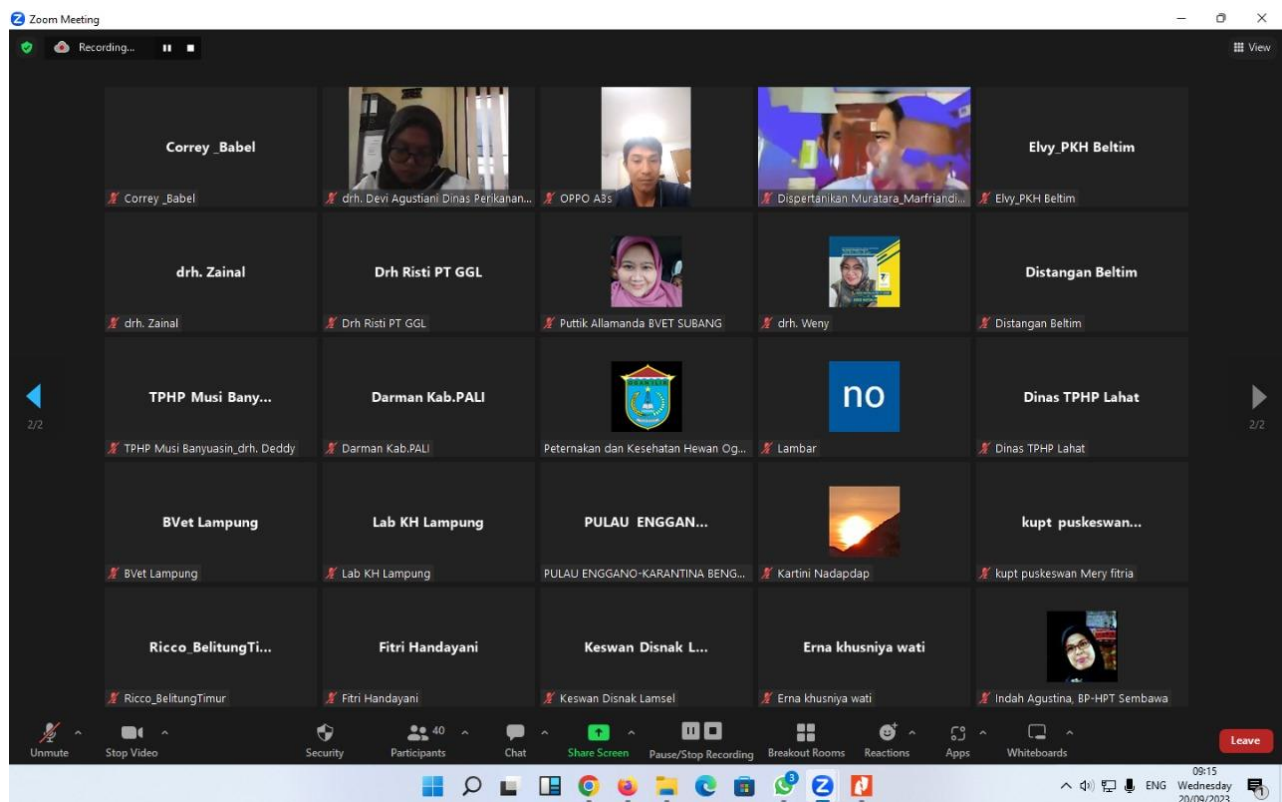 Zoom Meeting
Recording...
View
Correy _Babel
Elvy_PKH Beltim
Correy _Babel
drh. Devi Agustiani Dinas Perikanan...
OPPO A3s
Dispertanikan Muratara_Marfriandi...
Elvy_PKH Beltim
drh. Zainal
Drh Risti PT GGL
Distangan Beltim
drh. Zainal
Drh Risti PT GGL
Puttik Allamanda BVET SUBANG
drh. Weny
Distangan Beltim
TPHP Musi Bany...
Darman Kab.PALI
no
Dinas TPHP Lahat
2/2
2/2
TPHP Musi Banyuasin_drh. Deddy
Darman Kab.PALI
Peternakan dan Kesehatan Hewan Og...
Lambar
Dinas TPHP Lahat
BVet Lampung
Lab KH Lampung
PULAU ENGGAN...
kupt puskeswan...
BVet Lampung
Lab KH Lampung
PULAU ENGGANO-KARANTINA BENG...
Kartini Nadapdap
kupt puskeswan Mery fitria
Ricco_BelitungTi...
Fitri Handayani
Keswan Disnak L...
Erna khusniya wati
Ricco_BelitungTimur
Fitri Handayani
Keswan Disnak Lamsel
Erna khusniya wati
Indah Agustina, BP-HPT Sembawa
40
Unmute
Stop Video
Security
Participants
Chat
Share Screen
Pause/Stop Recording
Breakout Rooms
Reactions
Apps
Whiteboards
Leave
3
ENG
09:15
Wednesday
20/09/2023
1